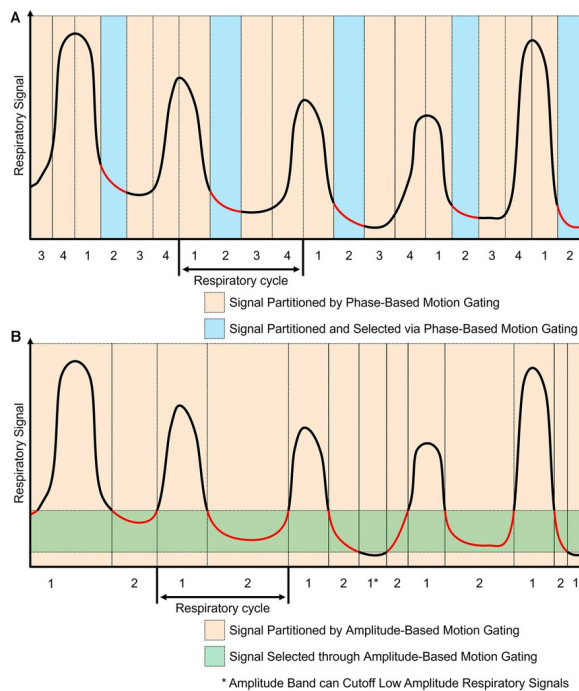 A
Respiratory Signal
3 4 1 2 3 4 1 2 3 4 1 2 3 4 1 2 3 4 1 2
Respiratory cycle
Signal Partitioned by Phase-Based Motion Gating
Signal Partitioned and Selected via Phase-Based Motion Gating
B
Respiratory Signal
1 2 1 2 1 2 1* 2 1 2 1 2 1
Respiratory cycle
Signal Partitioned by Amplitude-Based Motion Gating
Signal Selected through Amplitude-Based Motion Gating
* Amplitude Band can Cutoff Low Amplitude Respiratory Signals